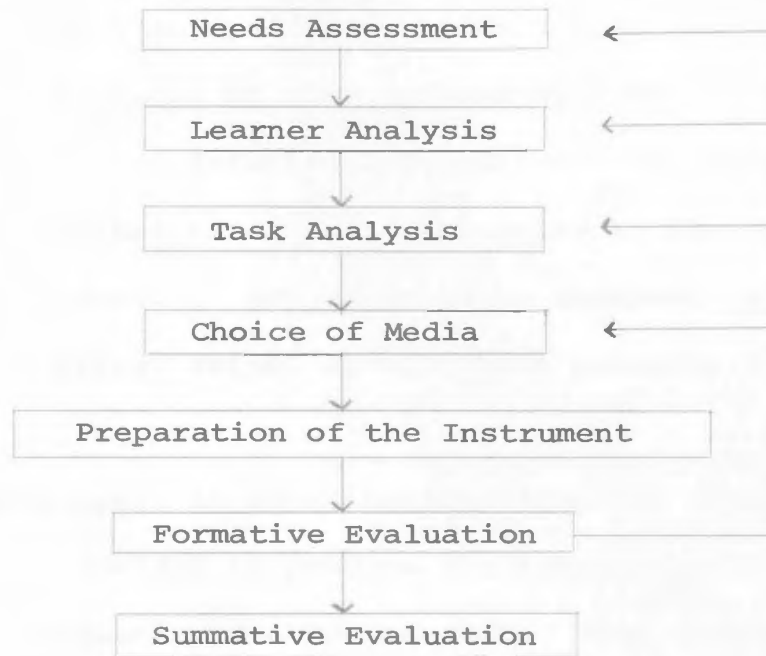 Needs Assessment
Learner Analysis
Task Analysis
Choice of Media
Preparation of the Instrument
Formative Evaluation
Summative Evaluation